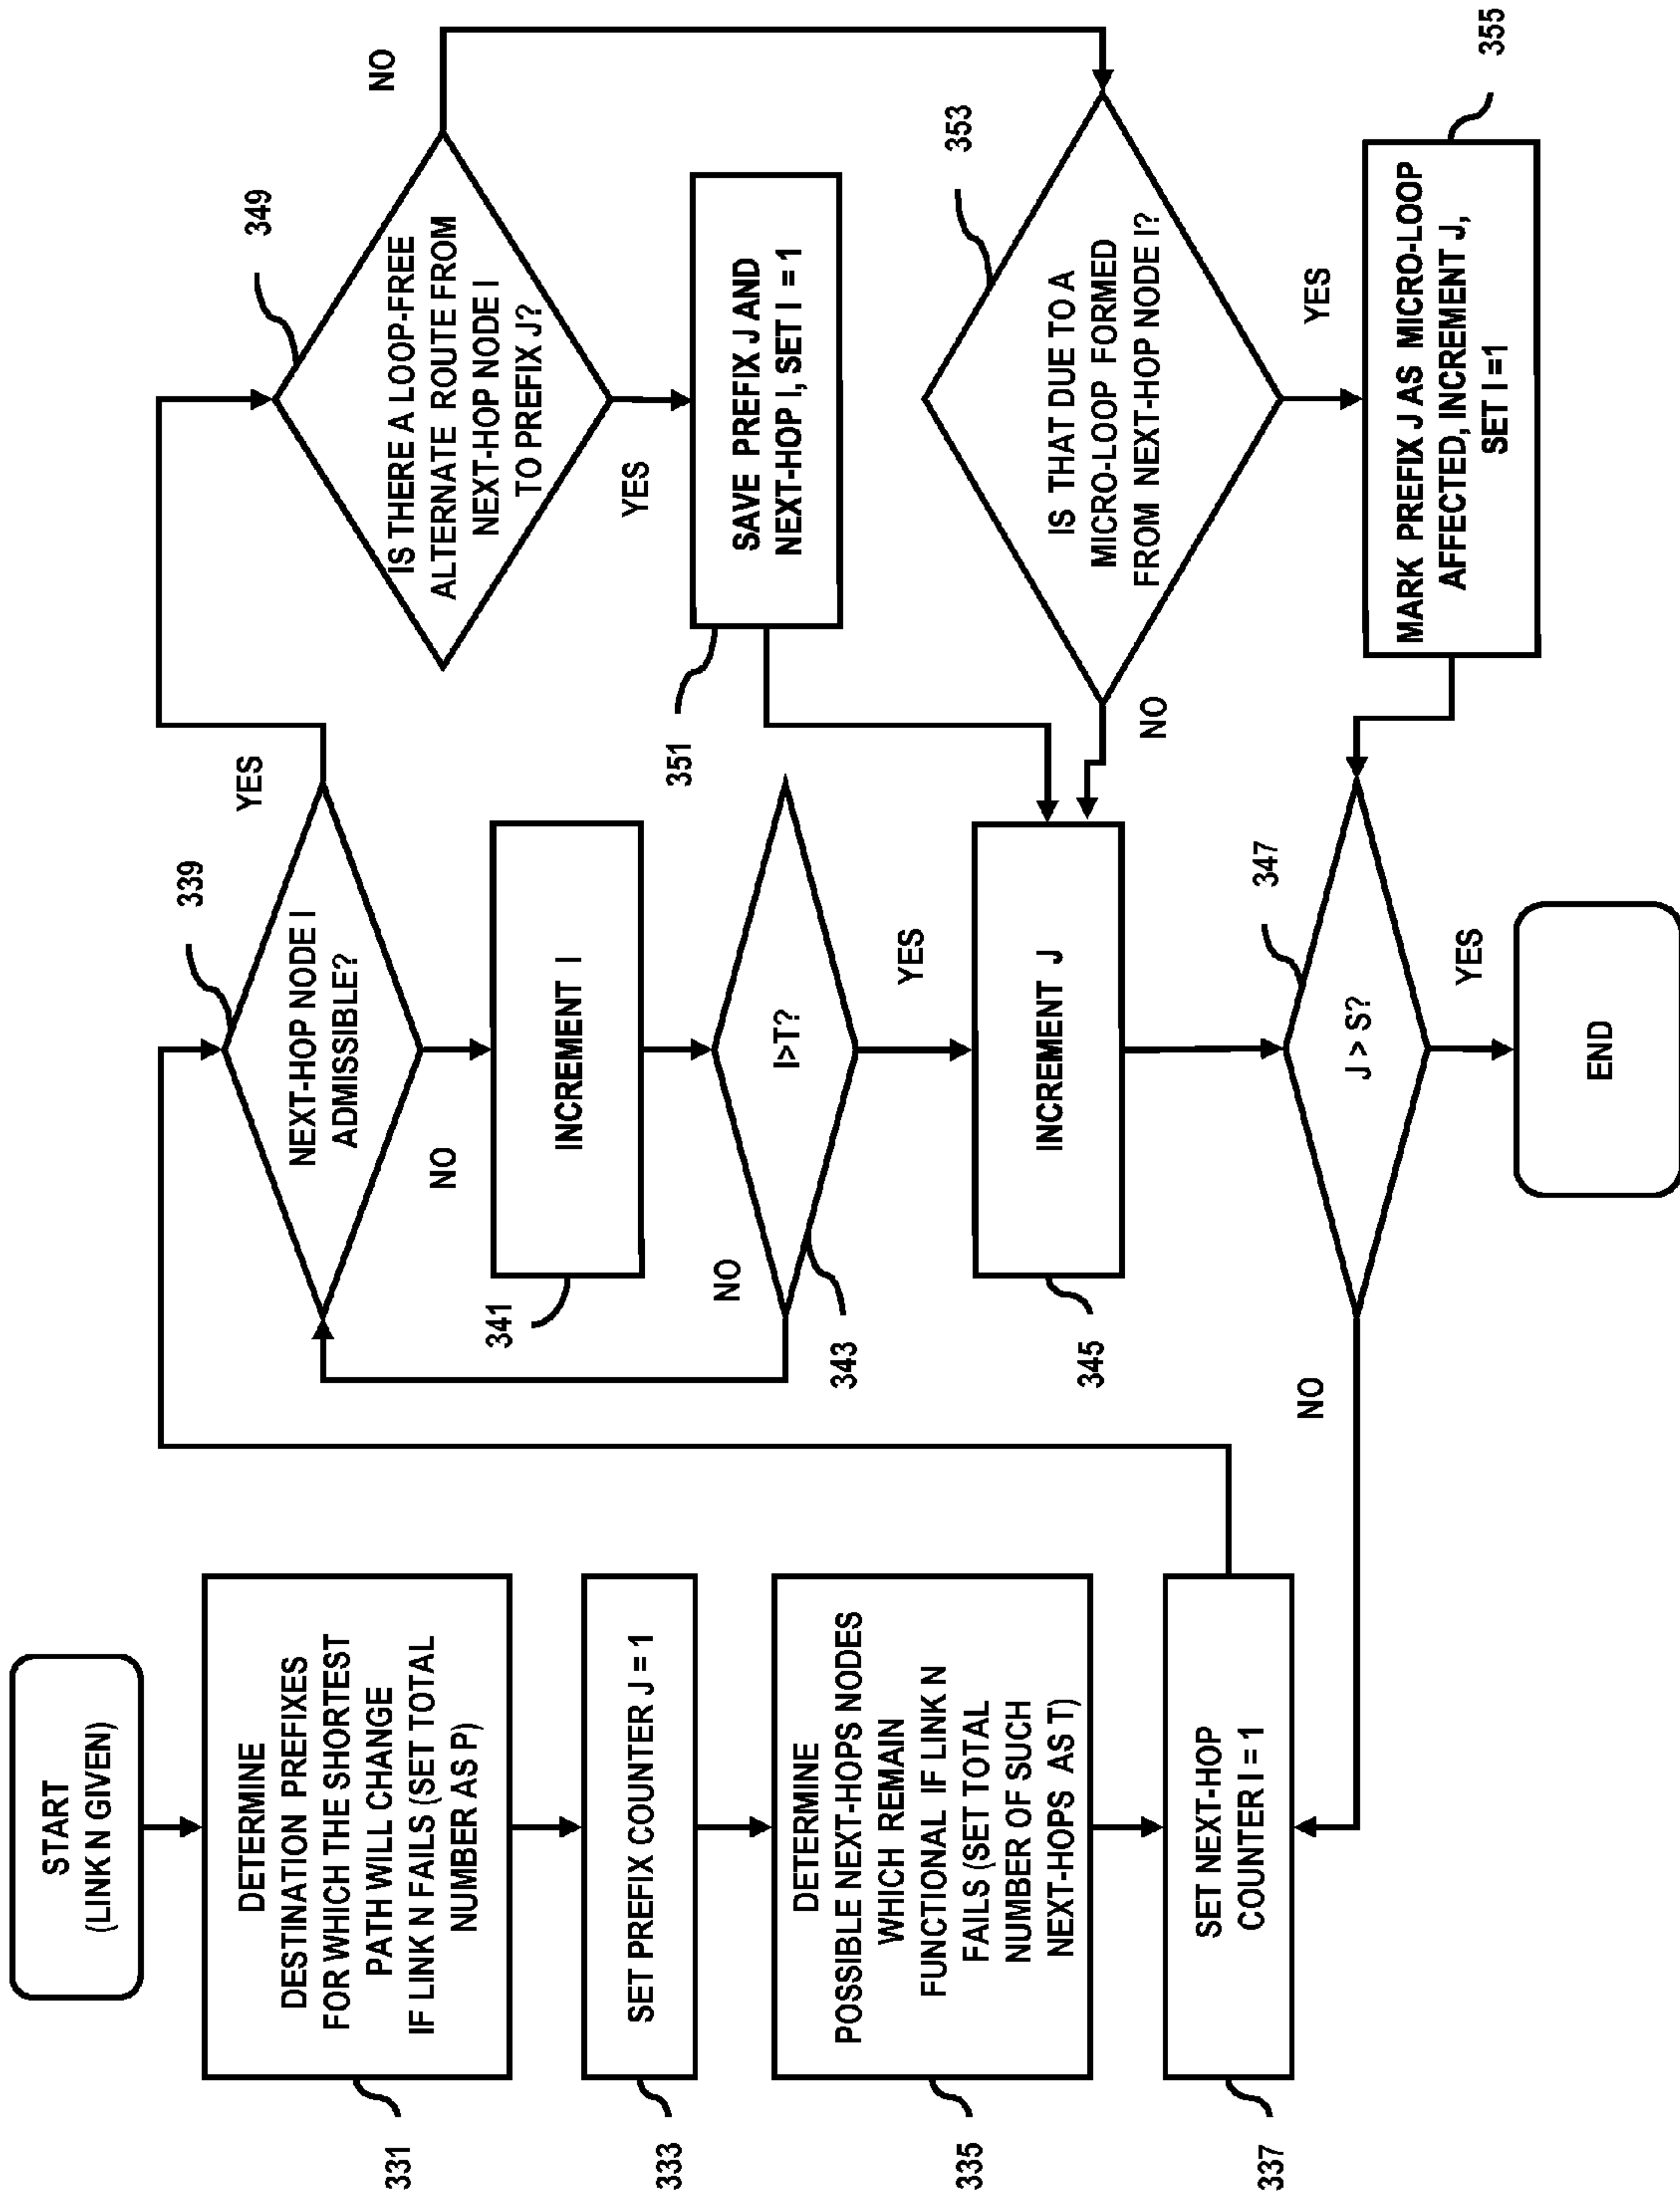 START
(LINK N GIVEN)
DETERMINE
DESTINATION PREFIXES
FOR WHICH THE SHORTEST
PATH WILL CHANGE
IF LINK N FAILS (SET TOTAL
NUMBER AS P)
331
SET PREFIX COUNTER J = 1
333
DETERMINE
POSSIBLE NEXT-HOPS NODES
WHICH REMAIN
FUNCTIONAL IF LINK N
FAILS (SET TOTAL
NUMBER OF SUCH
NEXT-HOPS AS T)
335
SET NEXT-HOP
COUNTER I = 1
337
339
NEXT-HOP NODE I
ADMISSIBLE?
YES
NO
INCREMENT I
341
I>T?
NO
343
YES
INCREMENT J
345
347
J > S?
NO
YES
END
349
IS THERE A LOOP-FREE
ALTERNATE ROUTE FROM
NEXT-HOP NODE I
TO PREFIX J?
NO
YES
SAVE PREFIX J AND
NEXT-HOP I, SET I = 1
351
353
IS THAT DUE TO A
MICRO-LOOP FORMED
FROM NEXT-HOP NODE I?
NO
YES
MARK PREFIX J AS MICRO-LOOP
AFFECTED, INCREMENT J,
SET I =1
355